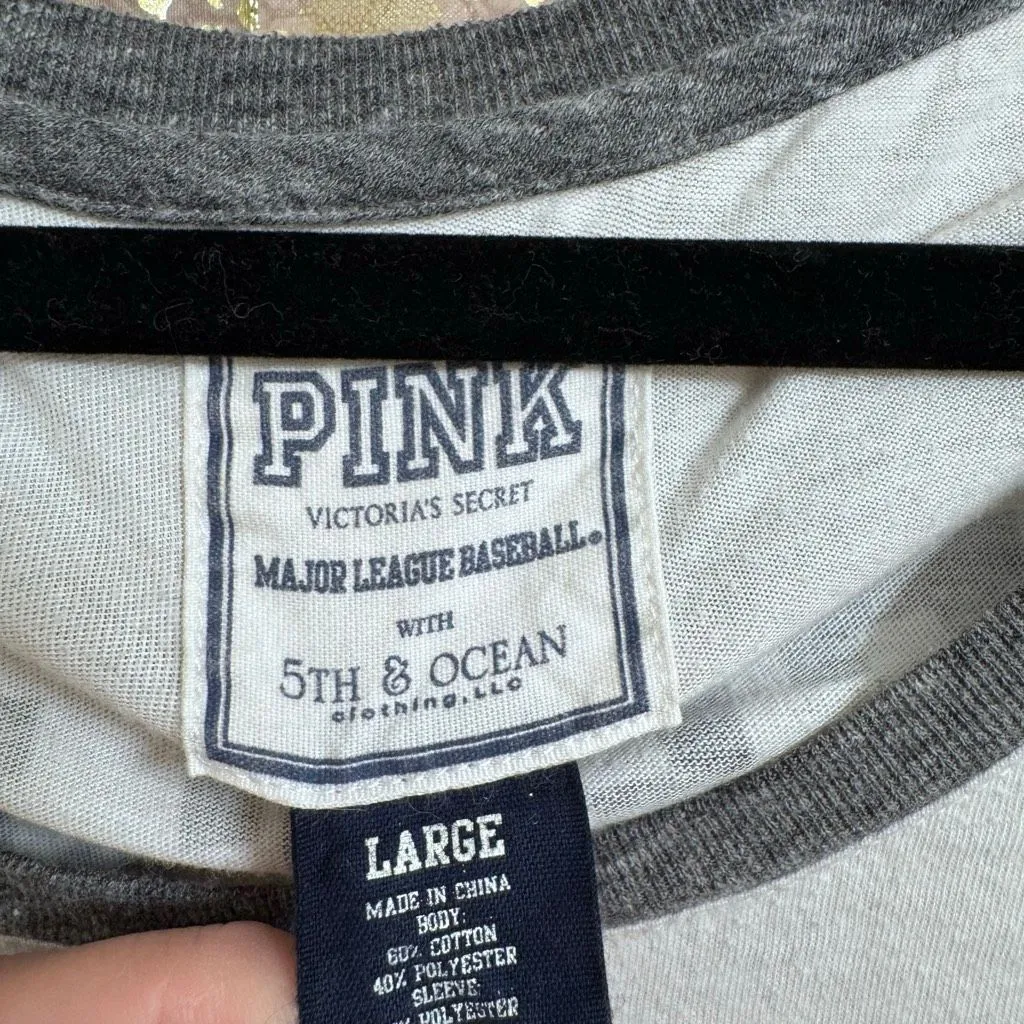 PINK
VICTORIA'S SECRET
MAJOR LEAGUE BASEBALL®
WITH
5TH & OCEAN
clothing, LLC
LARGE
MADE IN CHINA
BODY:
60% COTTON
40% POLYESTER
SLEEVE:
POLYESTER